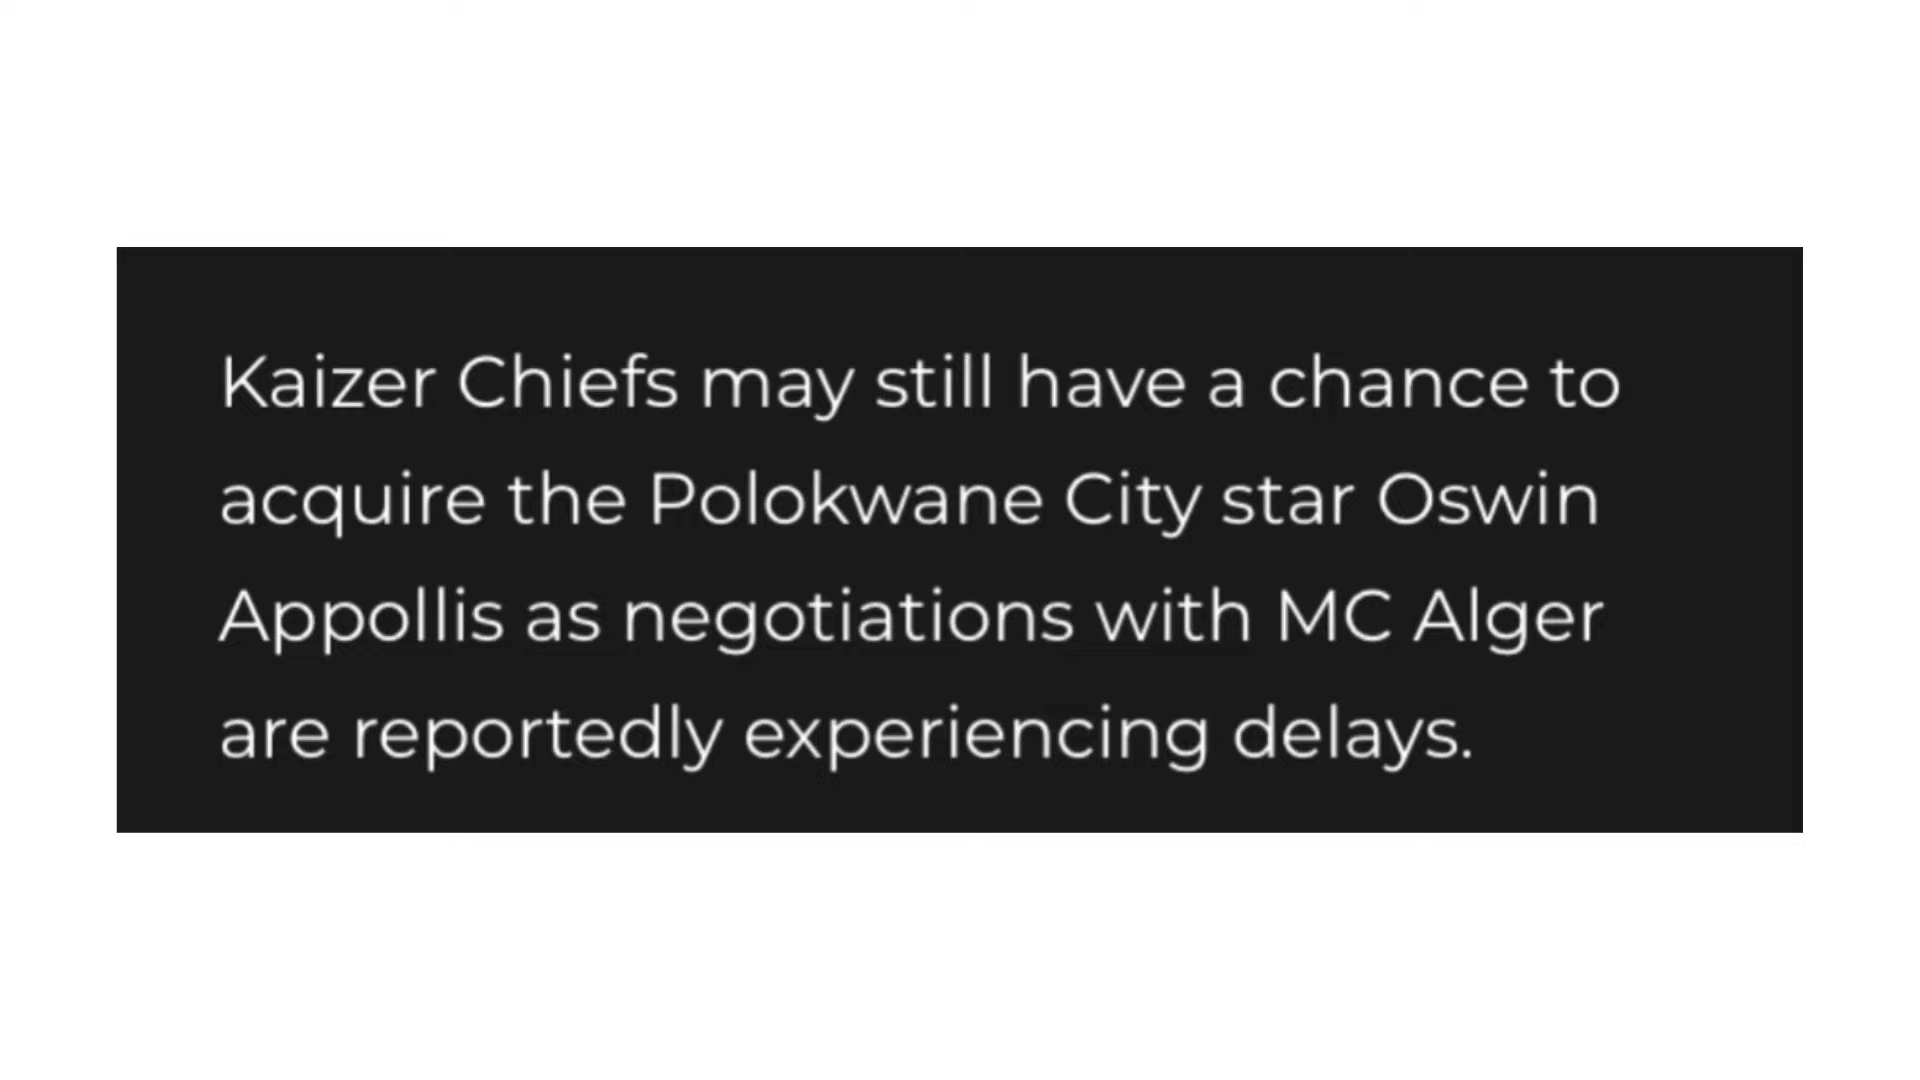 Kaizer Chiefs may still have a chance to
acquire the Polokwane City star Oswin
Appollis as negotiations with MC Alger
are reportedly experiencing delays.